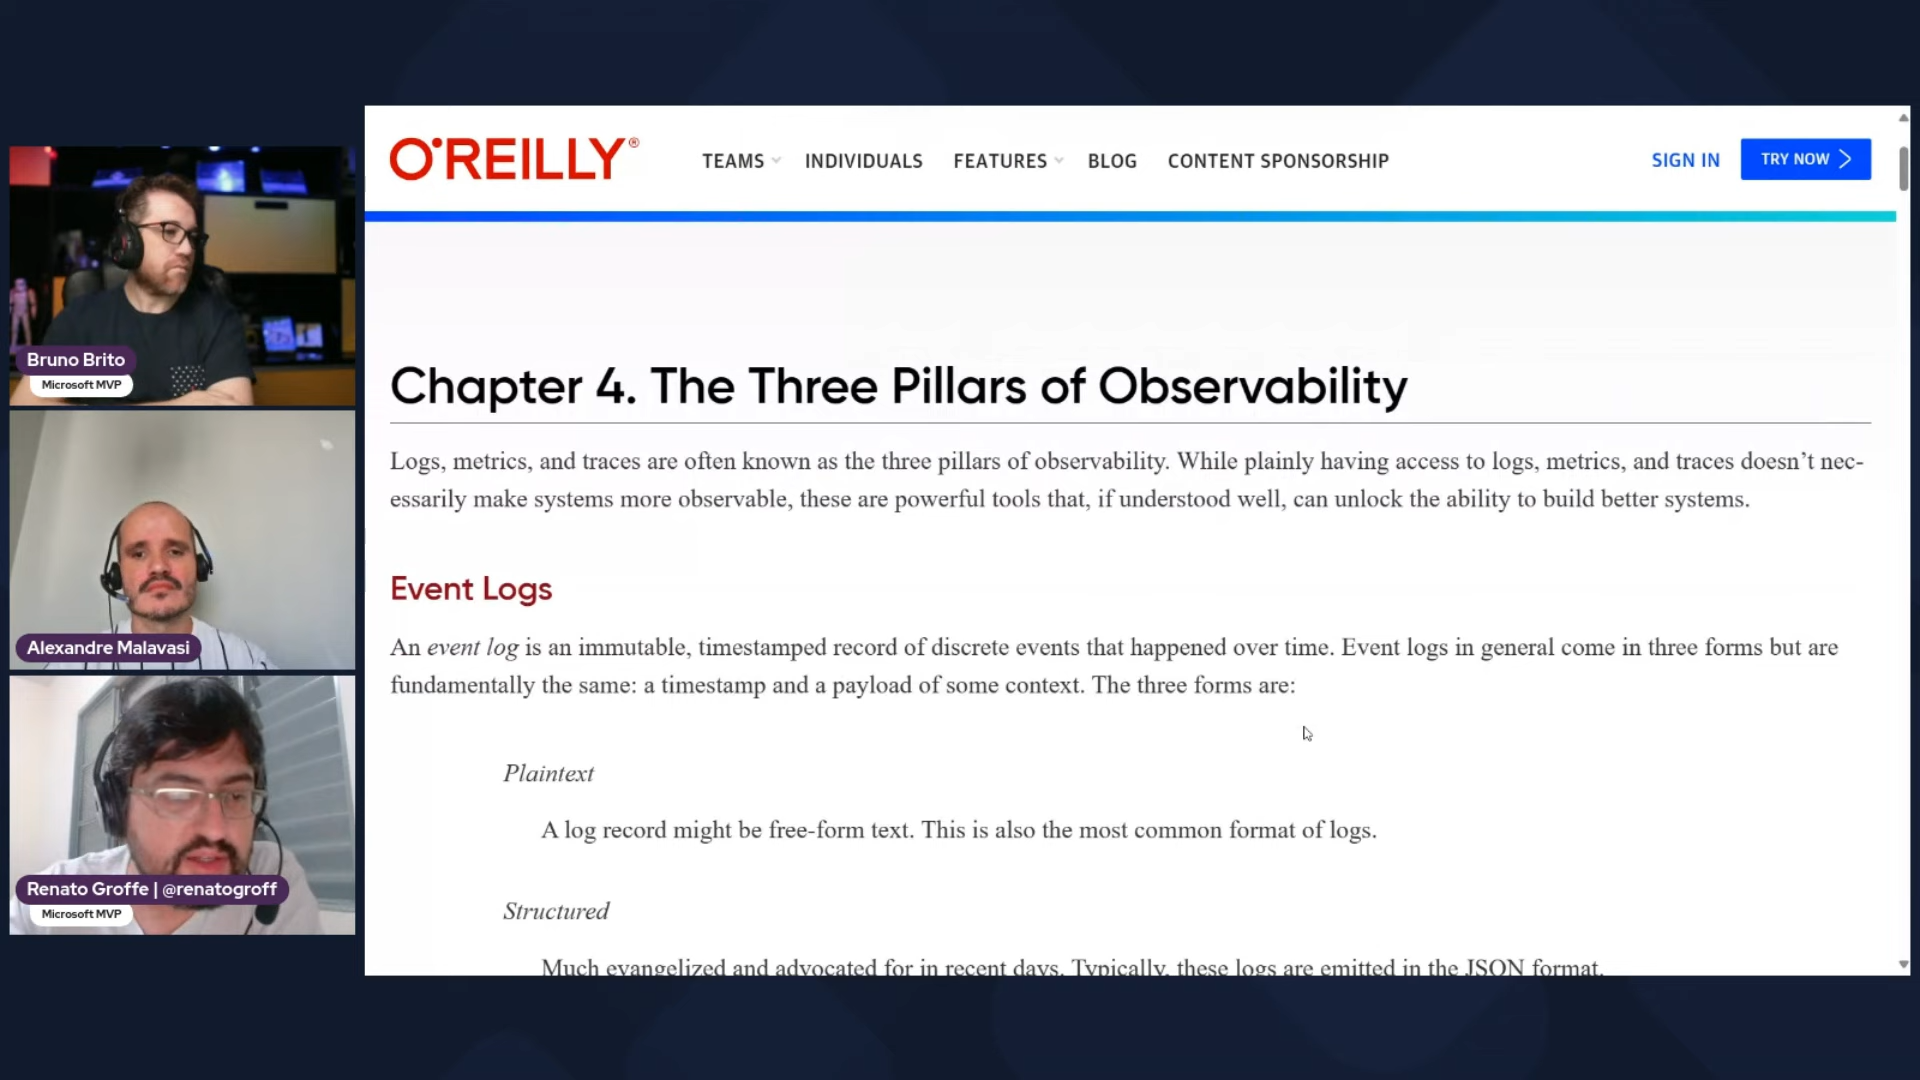 O'REILLY®
TEAMS
INDIVIDUALS
FEATURES
BLOG
CONTENT SPONSORSHIP
SIGN IN
TRY NOW
Chapter 4. The Three Pillars of Observability
Logs, metrics, and traces are often known as the three pillars of observability. While plainly having access to logs, metrics, and traces doesn’t nec-
essarily make systems more observable, these are powerful tools that, if understood well, can unlock the ability to build better systems.
Event Logs
An event log is an immutable, timestamped record of discrete events that happened over time. Event logs in general come in three forms but are
fundamentally the same: a timestamp and a payload of some context. The three forms are:
Plaintext
A log record might be free-form text. This is also the most common format of logs.
Structured
Much evangelized and advocated for in recent days. Typically, these logs are emitted in the JSON format.
Bruno Brito
Microsoft MVP
Alexandre Malavasi
Renato Groffe | @renatogroff
Microsoft MVP